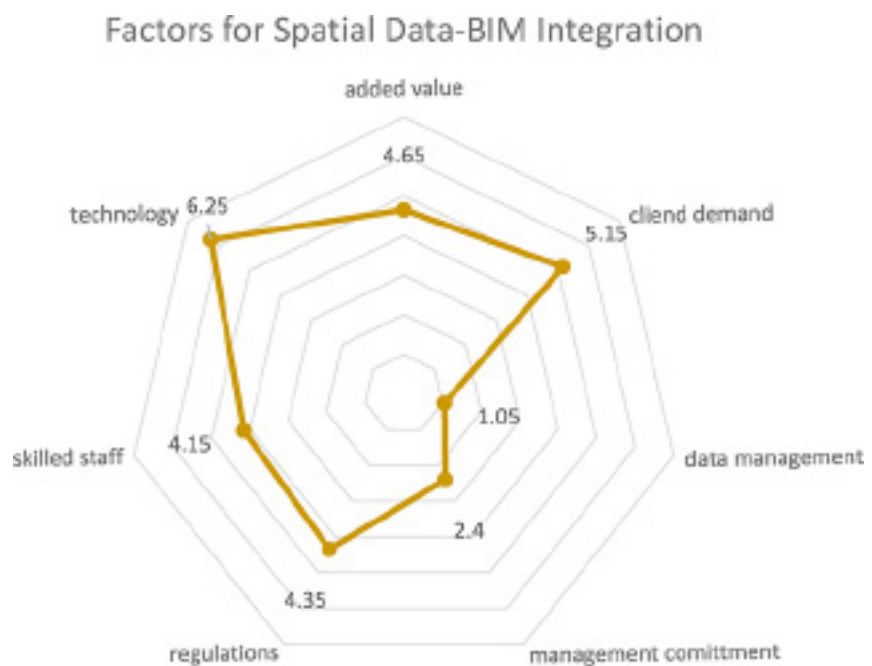 Factors for Spatial Data-BIM Integration
added value
4.65
technology
6.25
cliend demand
5.15
skilled staff
4.15
1.05
data management
2.4
4.35
regulations
management comittment